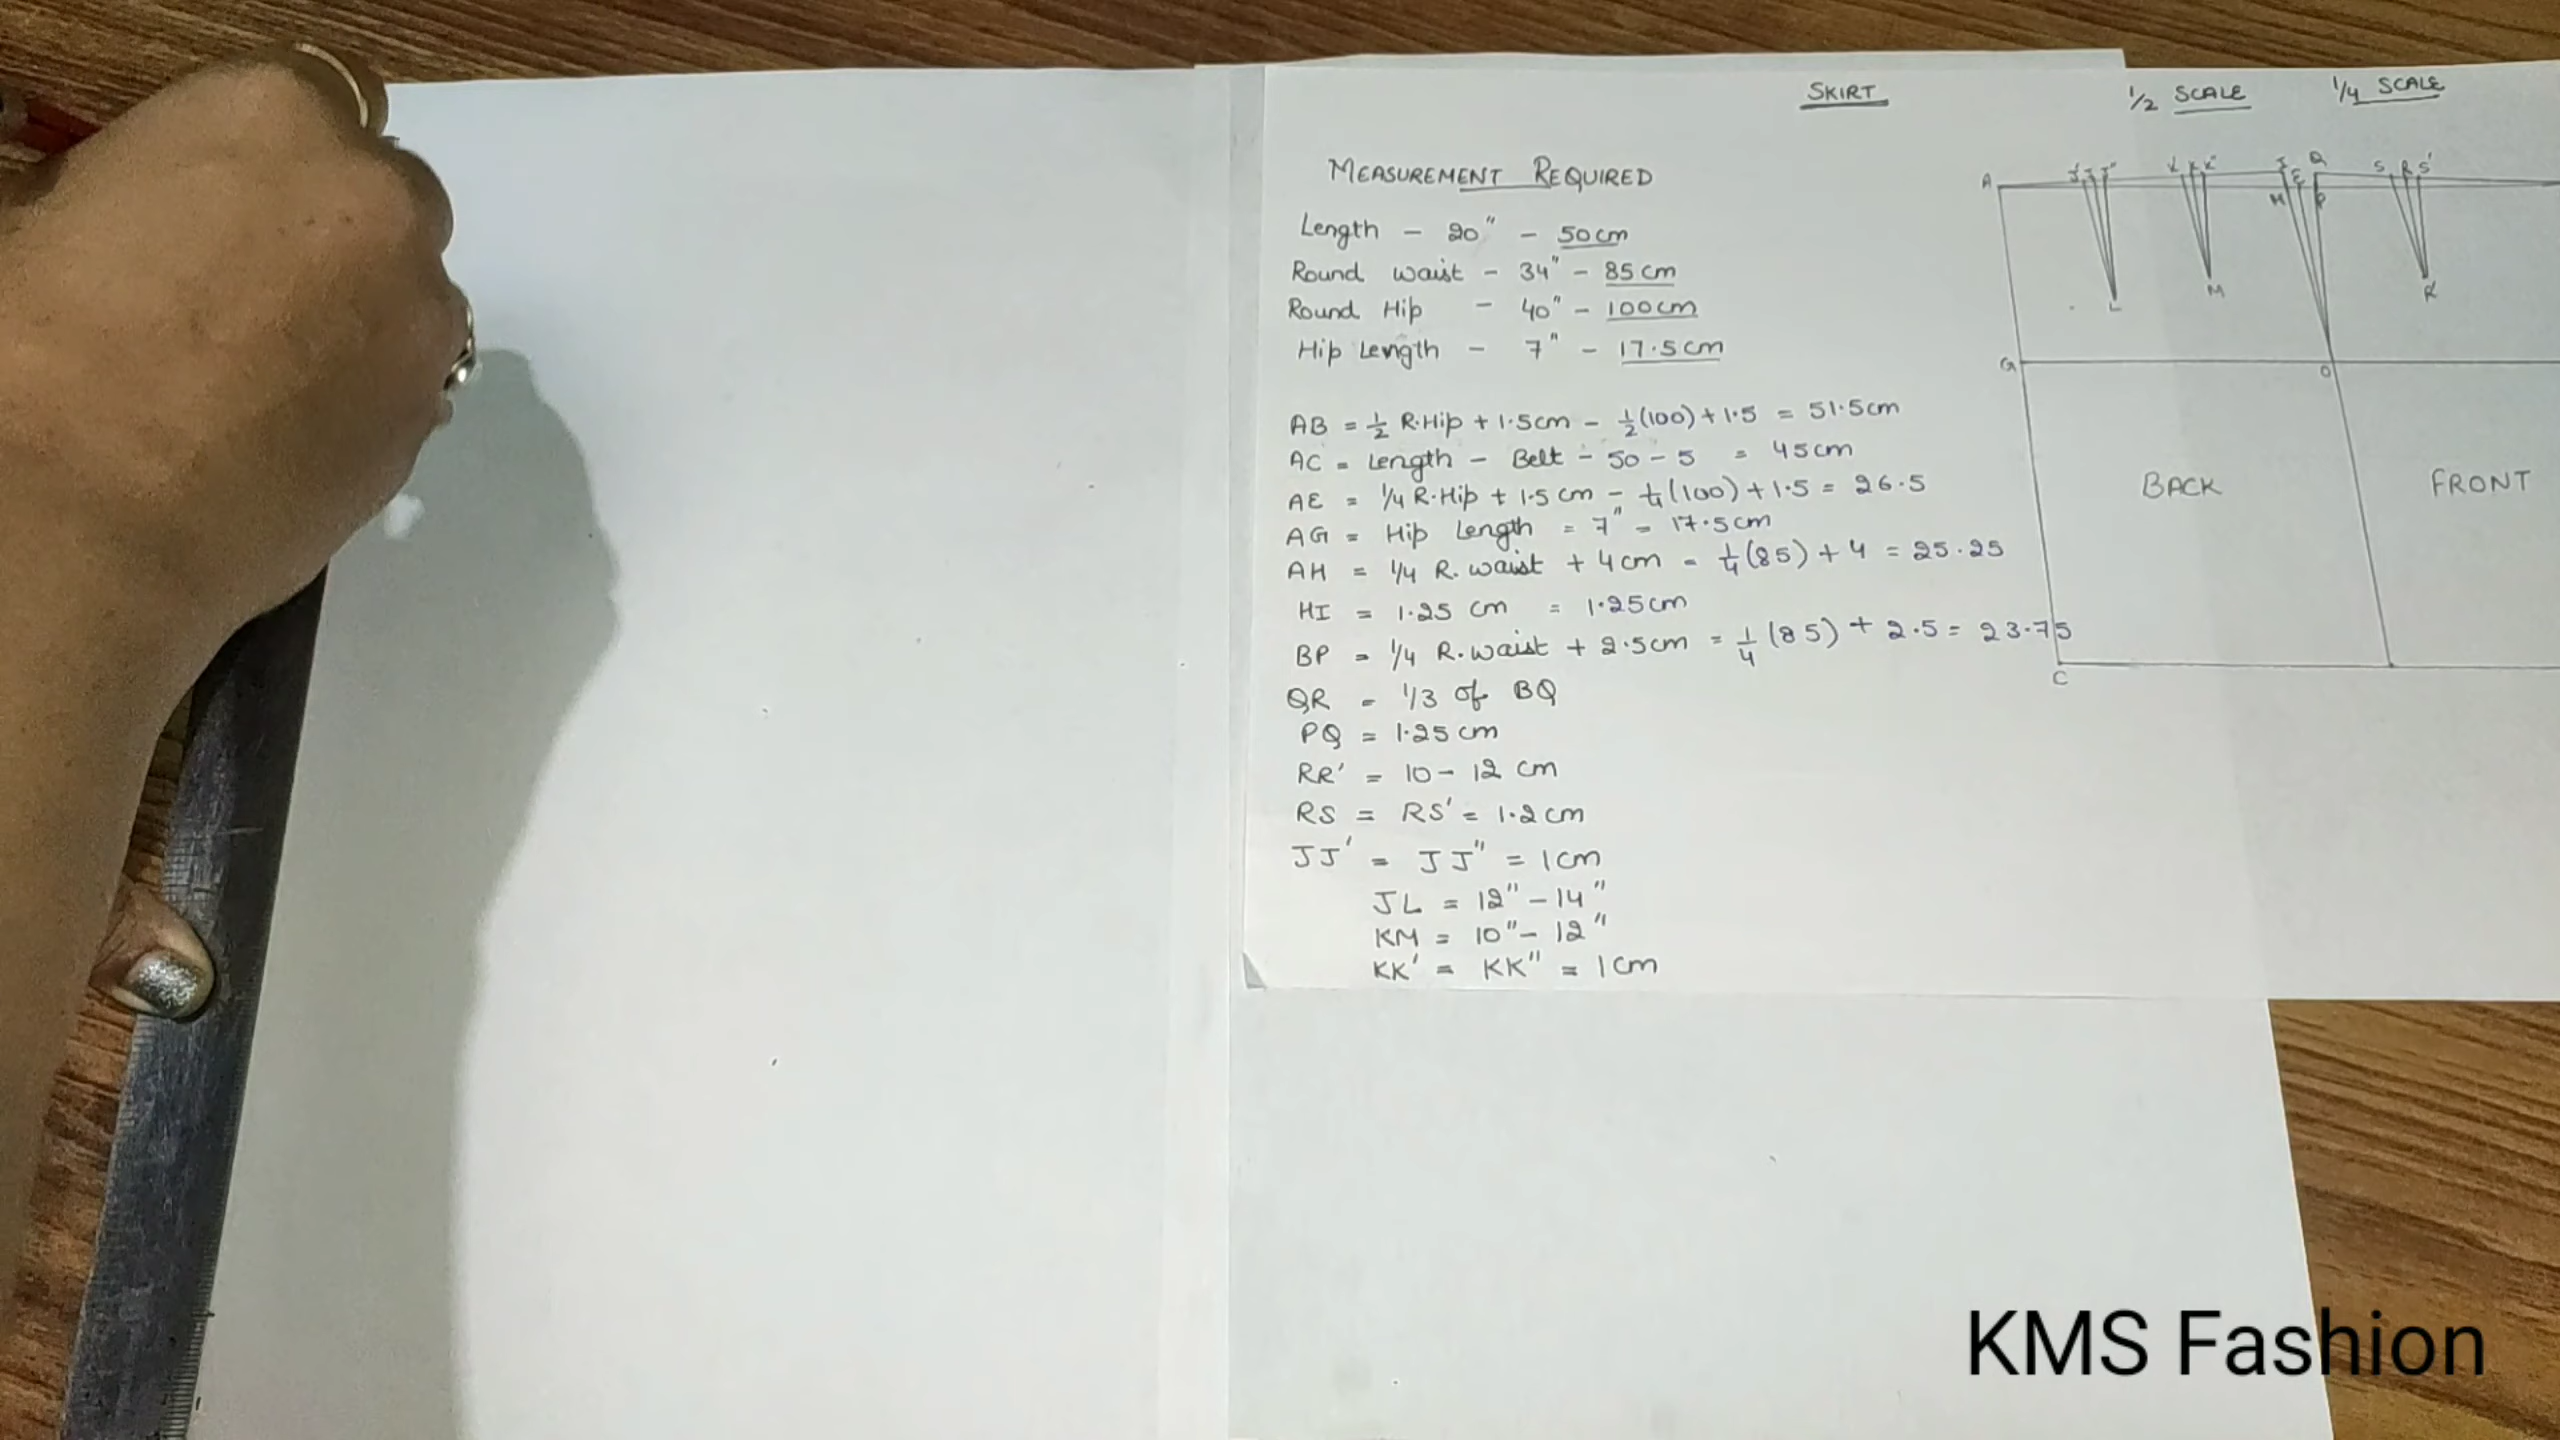 SKIRT
1/2 SCALE
1/4 SCALE
MEASUREMENT REQUIRED
Length - 20" - 50cm
Round waist - 34" - 85cm
Round Hip - 40" - 100cm
Hip Length - 7" - 17.5cm
AB = 1/2 R.Hip + 1.5cm - 1/2(100) + 1.5 = 51.5cm
AC = Length - Belt - 50 - 5 = 45cm
AE = 1/4 R.Hip + 1.5cm - 1/4(100) + 1.5 = 26.5
AG = Hip Length = 7" - 17.5cm
AH = 1/4 R. waist + 4cm - 1/4(85) + 4 = 25.25
HI = 1.25 cm = 1.25cm
BP = 1/4 R.waist + 2.5cm = 1/4 (85) + 2.5 = 23.75
QR = 1/3 of BQ
PQ = 1.25cm
RR' = 10 - 12 cm
RS = RS' = 1.2cm
JJ' = JJ" = 1cm
JL = 12" - 14"
KM = 10" - 12"
KK' = KK" = 1cm
A J' J J" K' K K" I E Q S R S'
H P
L M R'
G O
BACK FRONT
C
KMS Fashion